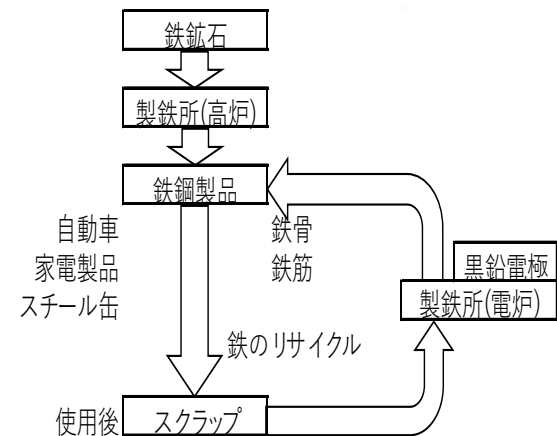 鉄鉱石
製鉄所(高炉)
鉄鋼製品
自動車
家電製品
スチール缶
鉄骨
鉄筋
黒鉛電極
製鉄所(電炉)
鉄のリサイクル
使用後
スクラップ